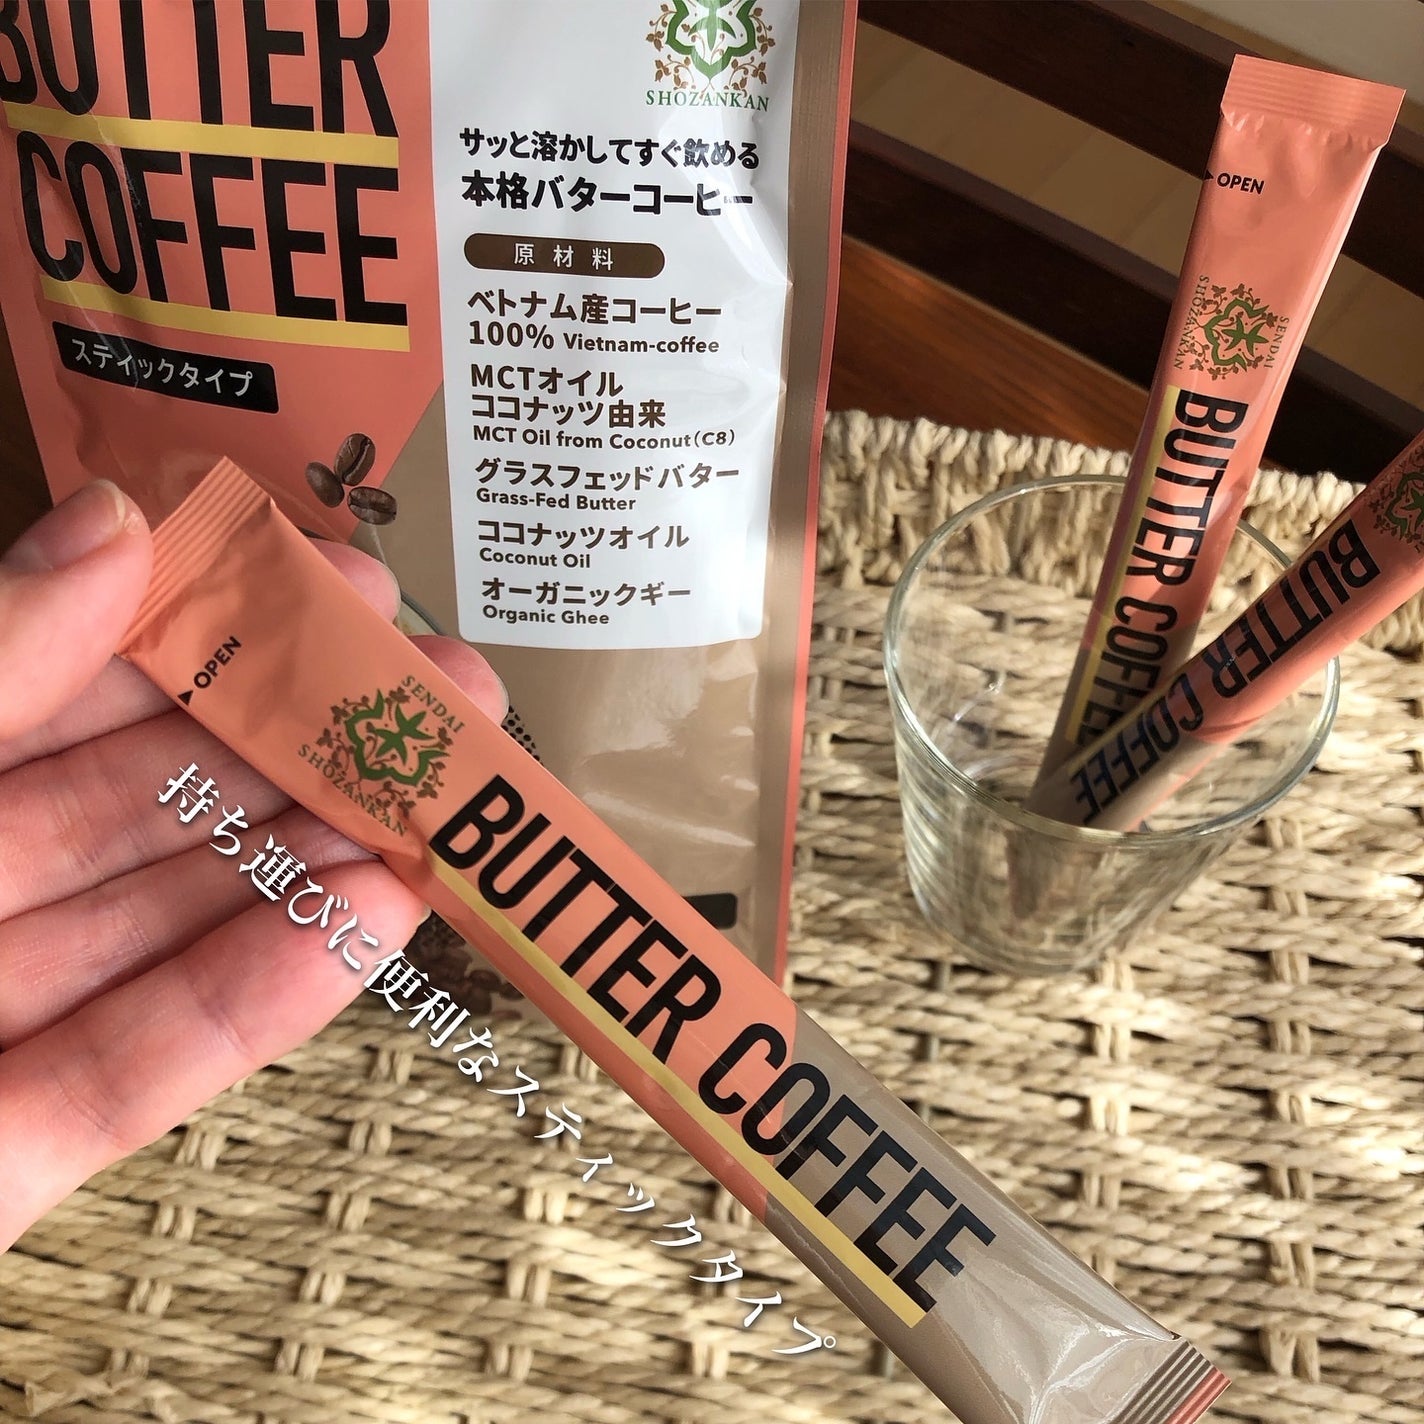 BUTTER
COFFEE
スティックタイプ
SHOZANKAN
サッと溶かしてすぐ飲める
本格バターコーヒー
原材料
ベトナム産コーヒー
100% Vietnam-coffee
MCTオイル
ココナッツ由来
MCT Oil from Coconut(C8)
グラスフェッドバター
Grass-Fed Butter
ココナッツオイル
Coconut Oil
オーガニックギー
Organic Ghee
OPEN
SENDAI
SHOZANKAN
BUTTER COFFEE
OPEN
SENDAI
SHOZANKAN
BUTTER COFFEE
BUTTER COFFEE
持ち運びに便利なスティックタイプ